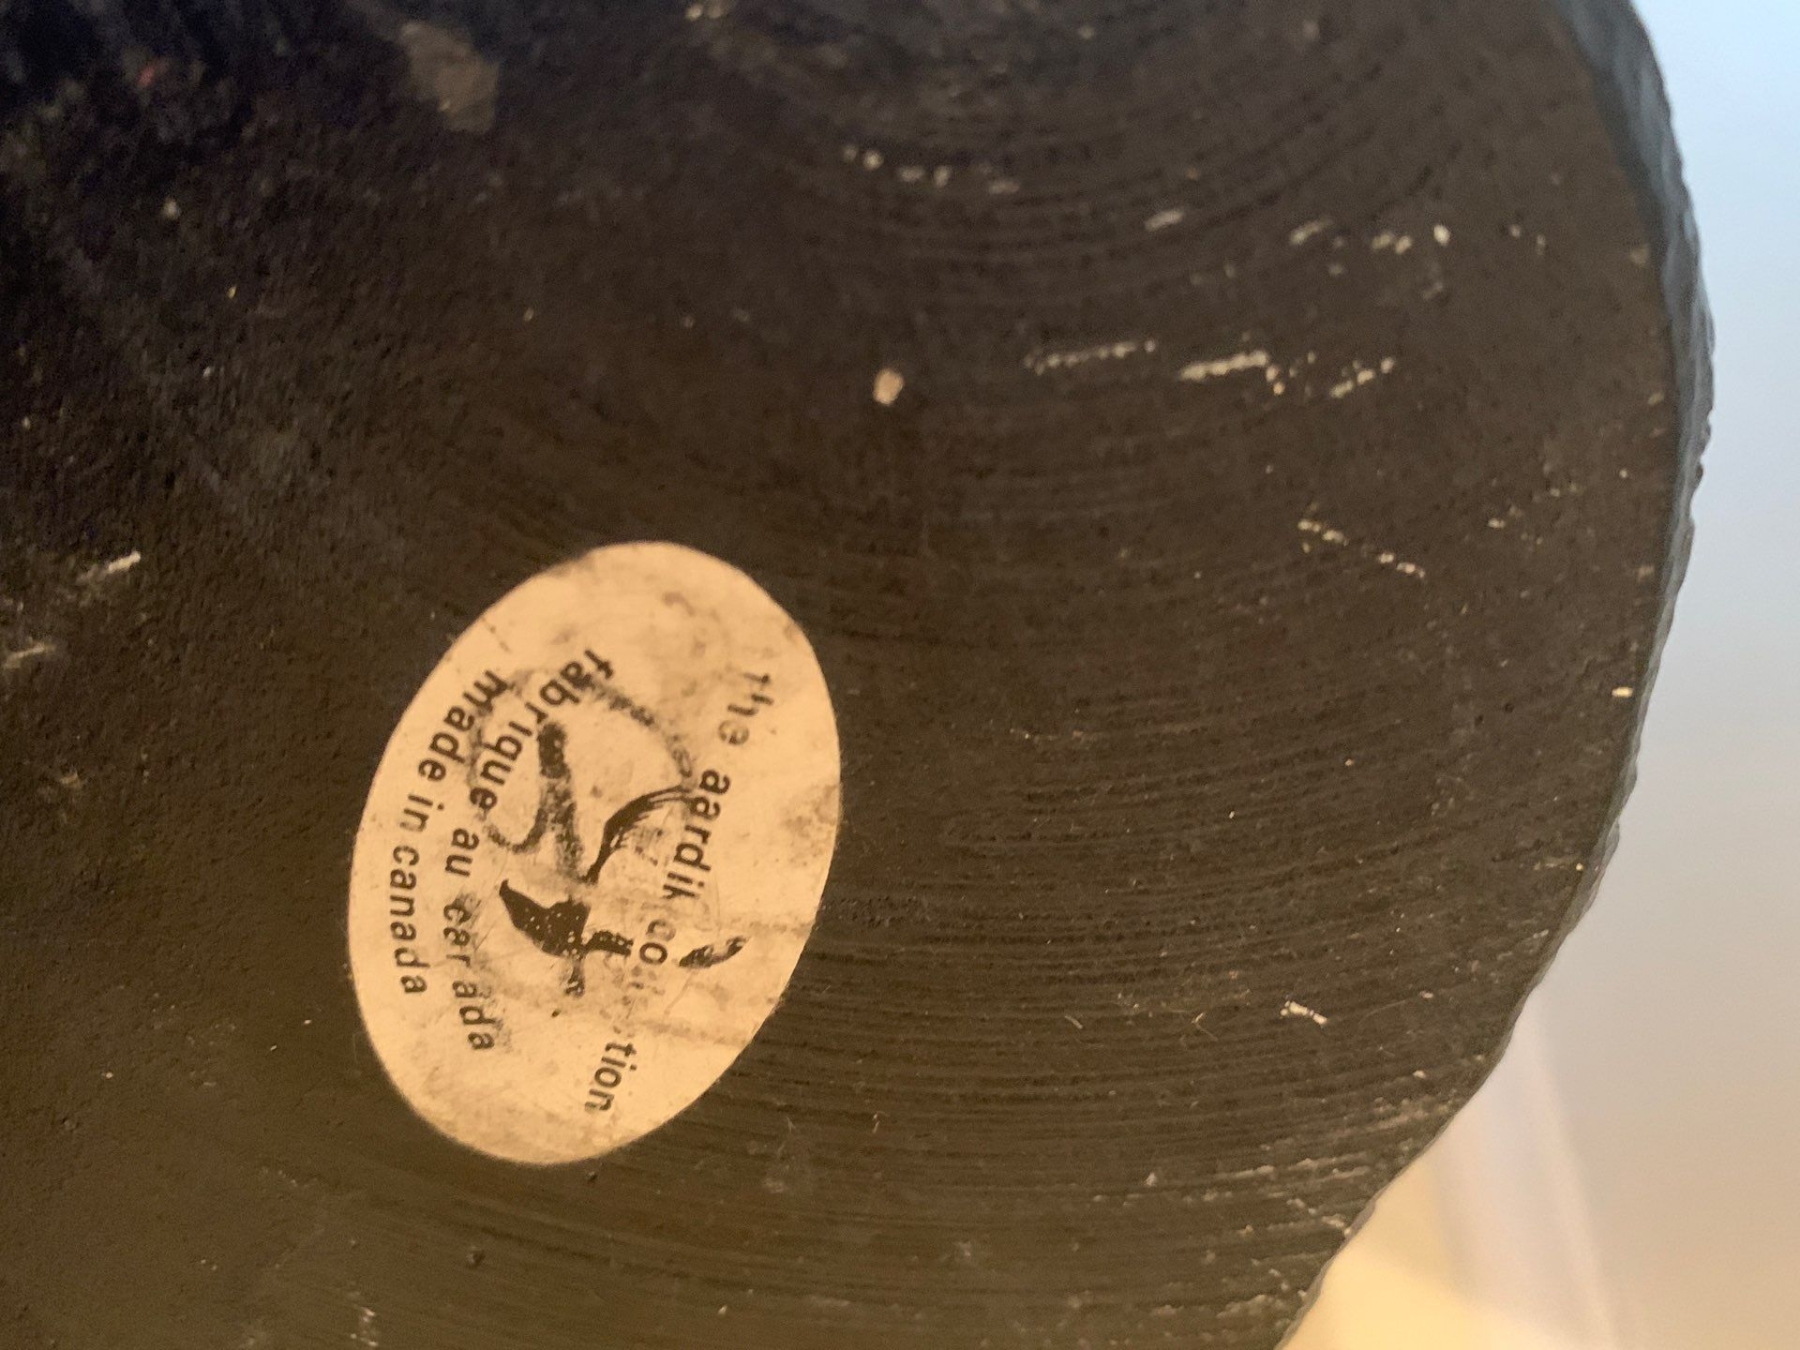 the aardik collection
fabrique au canada
made in canada